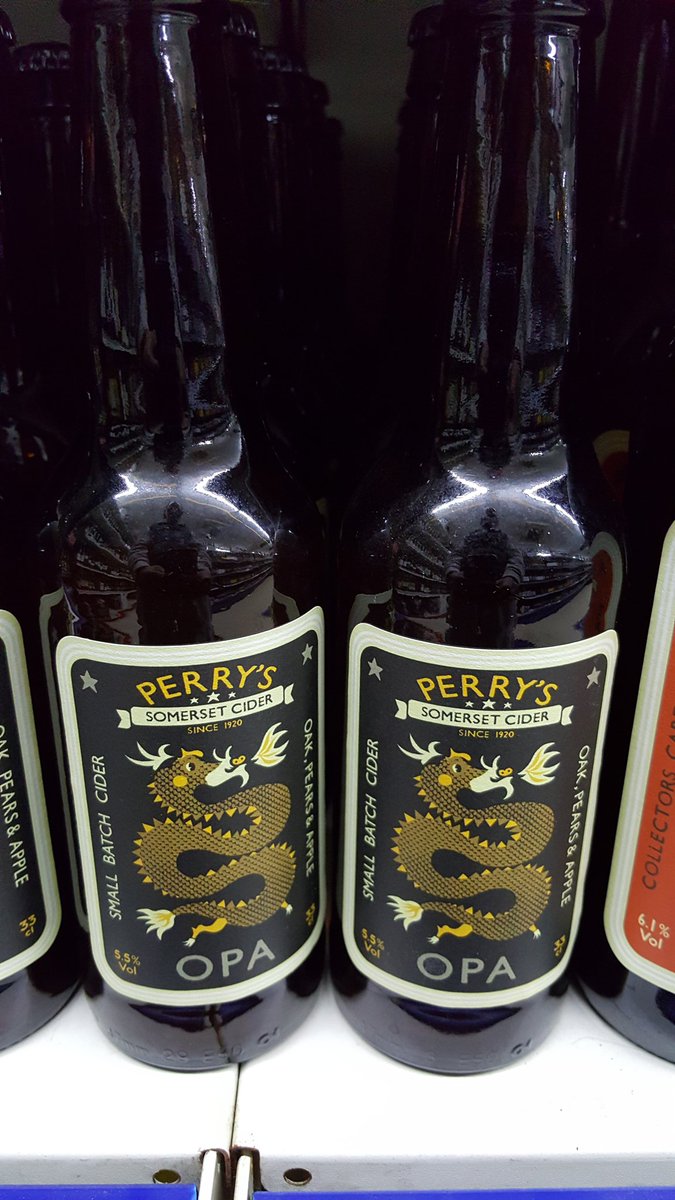 OAK, PEARS & APPLE
33
cl
PERRY'S
SOMERSET CIDER
SINCE 1920
SMALL BATCH CIDER
OAK, PEARS & APPLE
5.5%
Vol
OPA
33
PERRY'S
SOMERSET CIDER
SINCE 1920
SMALL BATCH CIDER
OAK, PEARS & APPLE
5.5%
Vol
OPA
33
cl
COLLECTORS
6.1%
Vol